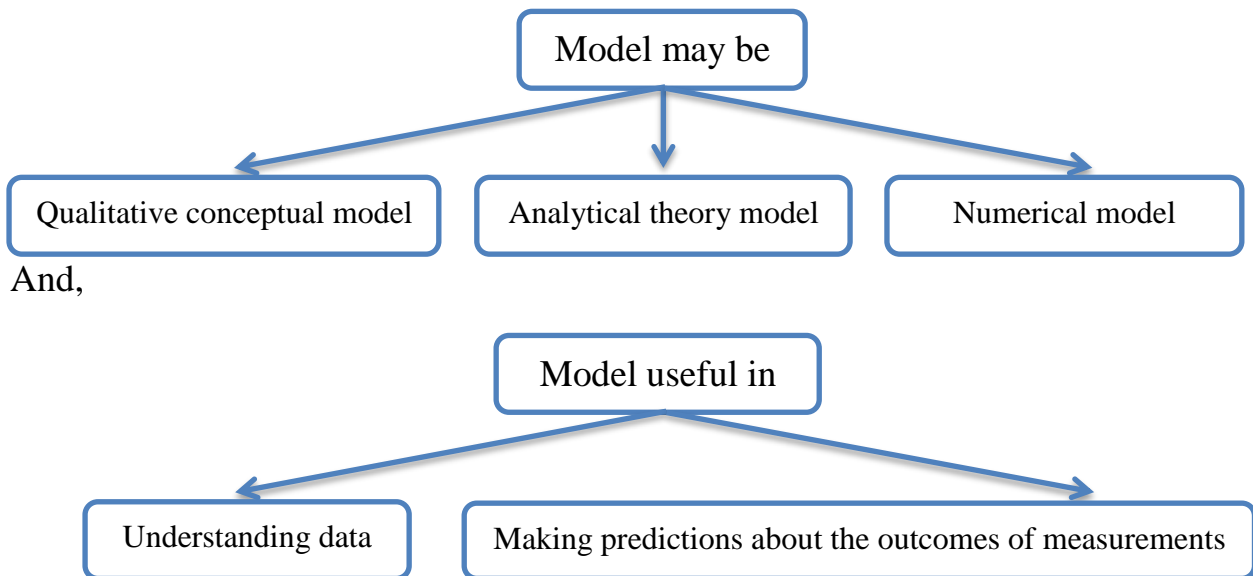 Model may be
Qualitative conceptual model
Analytical theory model
Numerical model
And,
Model useful in
Understanding data
Making predictions about the outcomes of measurements